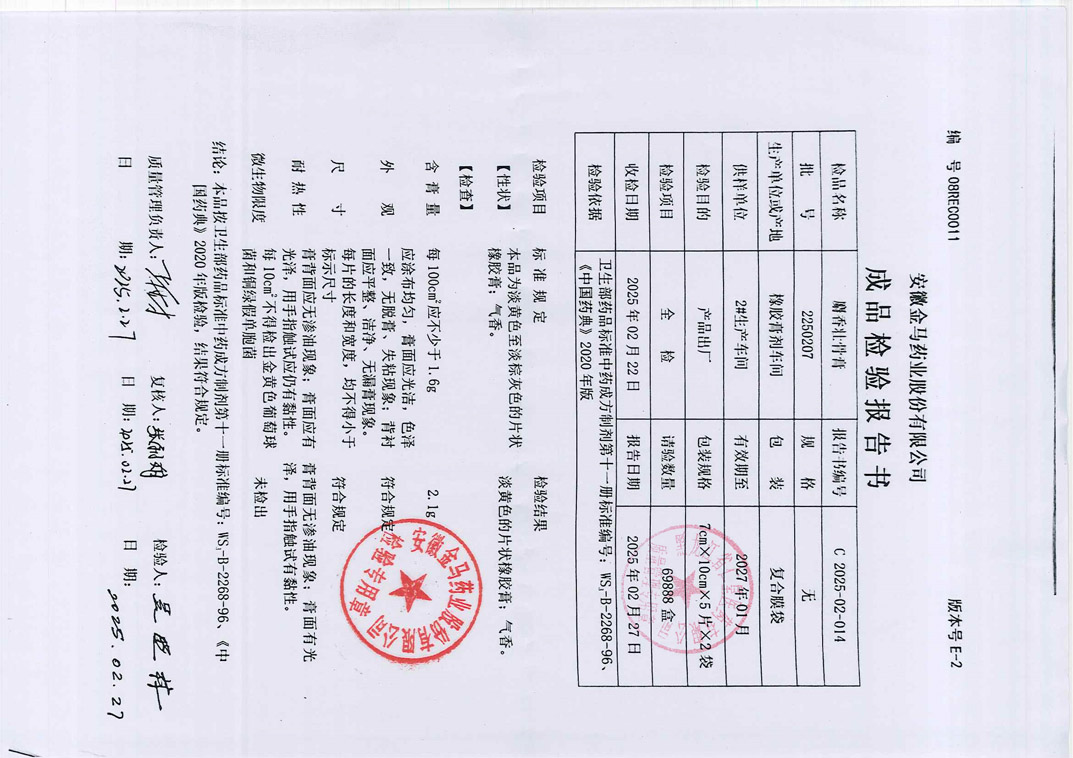 编 号 08REC0011 版本号E-2
安徽金马药业股份有限公司
成品检验报告书
检品名称 麝香壮骨膏 报告书编号 C 2025-02-014
批 号 2250207 规 格 无
生产单位或产地 橡胶膏剂车间 包 装 复合膜袋
供样单位 2#生产车间 有效期至 2027年01月
检验目的 产品出厂 包装规格 7cm×10cm×5片×2袋
检验项目 全 检 请验数量 69888盒
收检日期 2025年02月22日 报告日期 2025年02月27日
检验依据 卫生部药品标准中药成方制剂第十一册标准编号：WS₃-B-2268-96、
《中国药典》2020年版
检验项目 标准规定 检验结果
【性状】 本品为淡黄色至淡棕灰色的片状 淡黄色的片状橡胶膏；气香。
橡胶膏；气香。
【检查】
含膏量 每100cm²应不少于1.6g 2.1g
外 观 应涂布均匀，膏面应光洁，色泽 符合规定
一致，无脱膏、失粘现象；背衬
面应平整、洁净、无漏膏现象。
尺 寸 每片的长度和宽度，均不得小于 符合规定
标示尺寸
耐热性 膏背面应无渗油现象；膏面应有 膏背面无渗油现象；膏面有光
光泽，用手指触试应仍有黏性。 泽，用手指触试有黏性。
微生物限度 每10cm²不得检出金黄色葡萄球 未检出
菌和铜绿假单胞菌
结论：本品按卫生部药品标准中药成方制剂第十一册标准编号：WS₃-B-2268-96、《中
国药典》2020年版检验，结果符合规定。
质量管理负责人： 复核人： 检验人：
日 期：2025.2.27 日 期：2025.02.27 日 期：2025.02.27
安徽金马药业股份有限公司
检验专用章